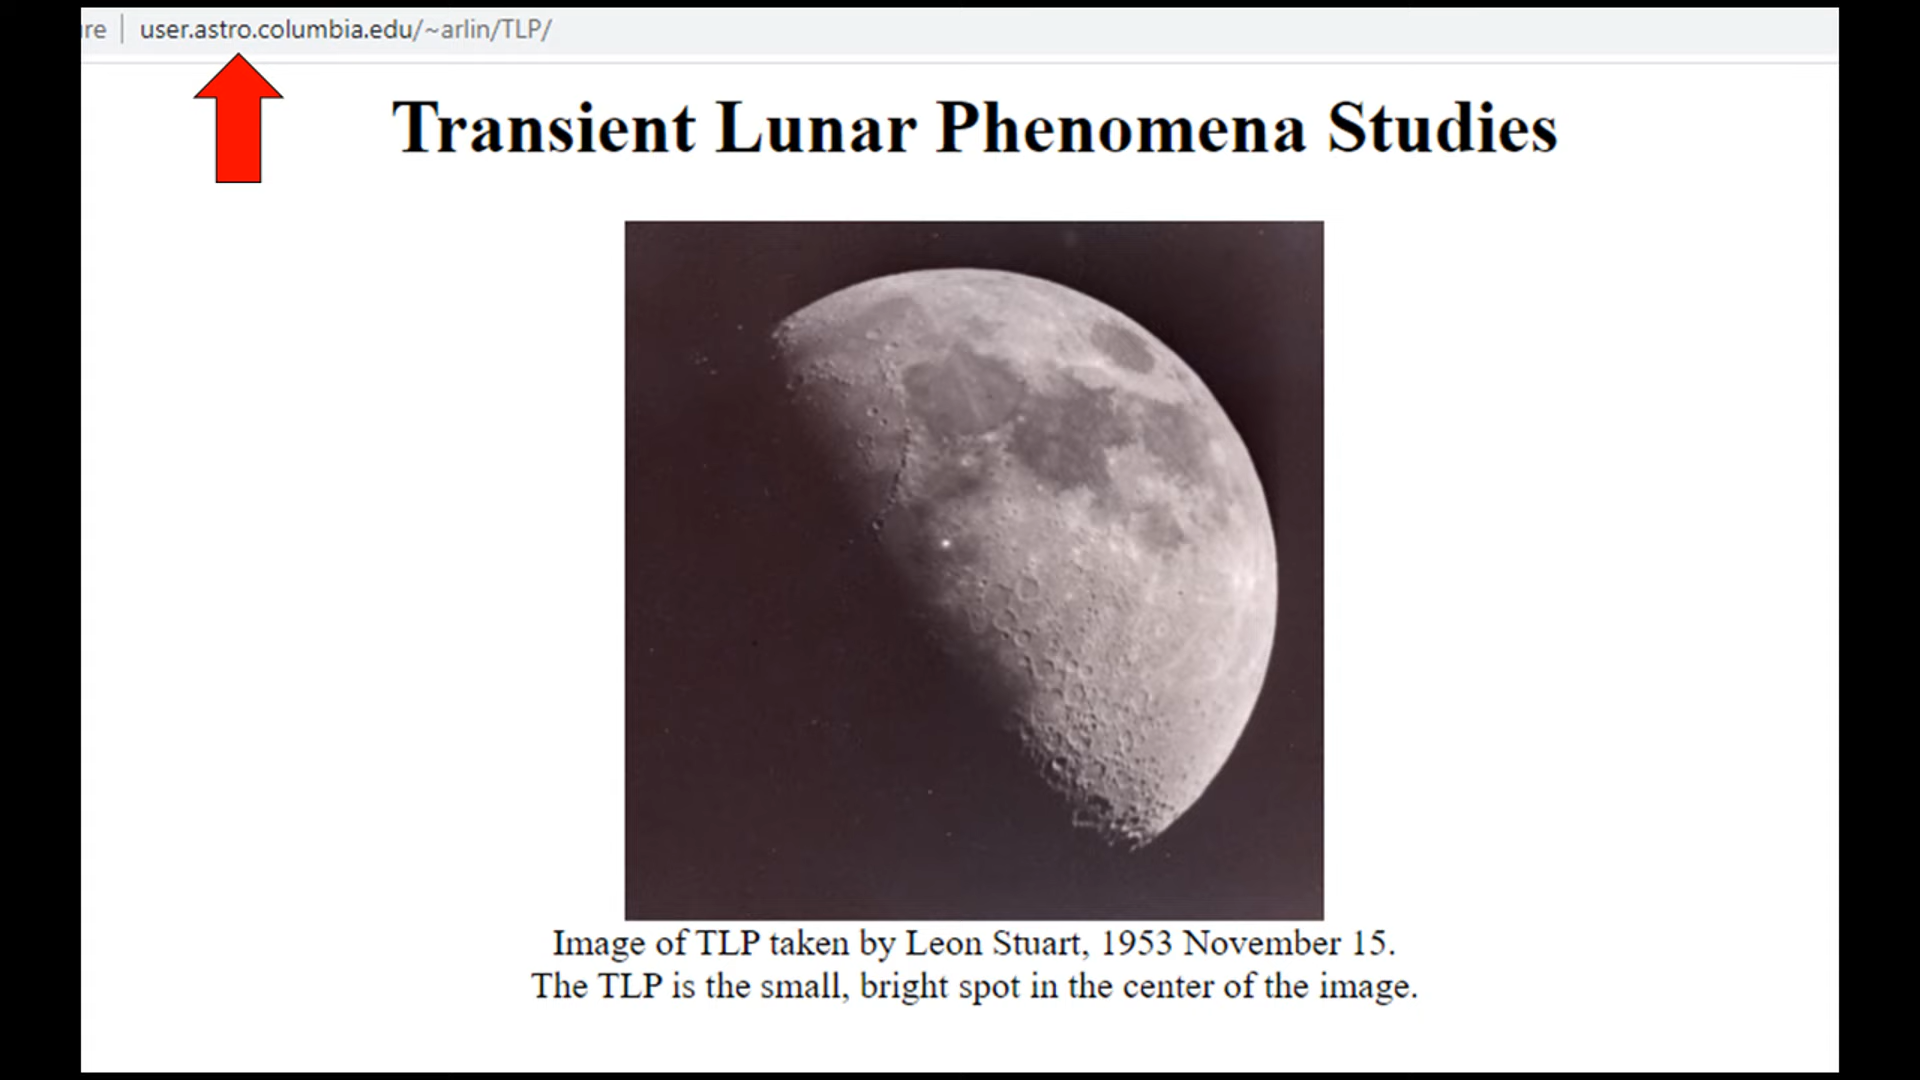 re | user.astro.columbia.edu/~arlin/TLP/
Transient Lunar Phenomena Studies
Image of TLP taken by Leon Stuart, 1953 November 15.
The TLP is the small, bright spot in the center of the image.